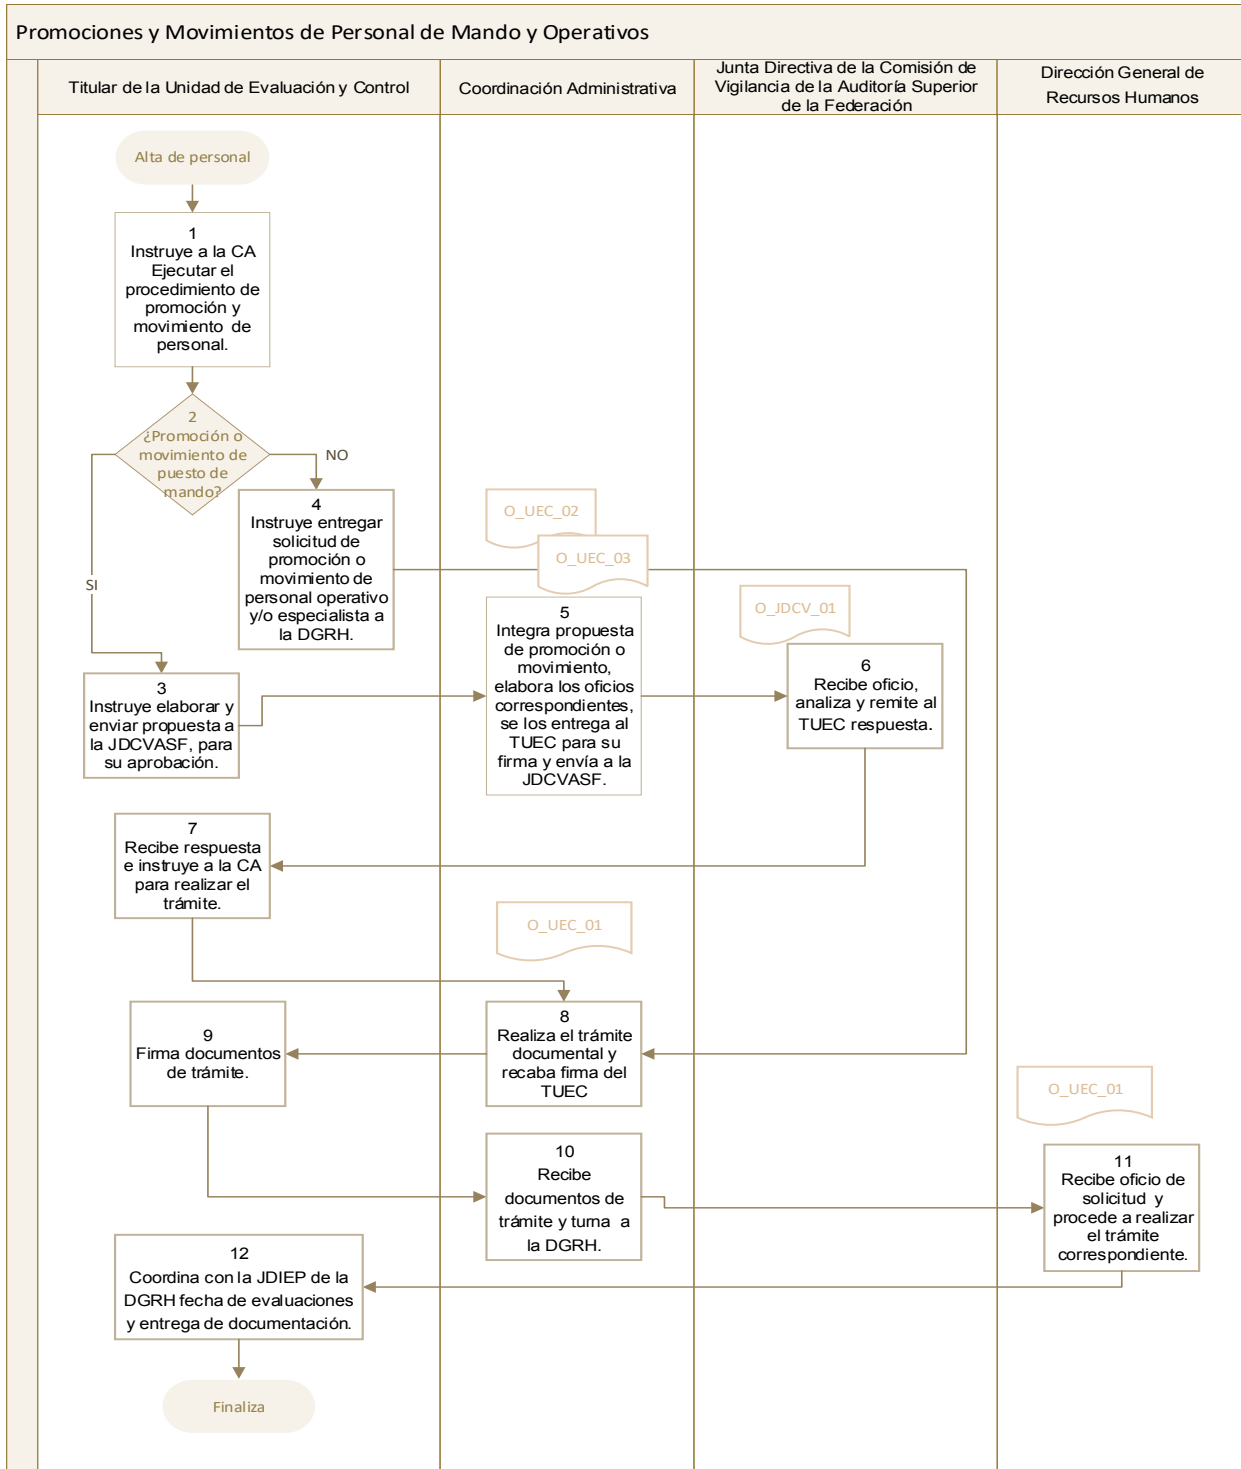 Promociones y Movimientos de Personal de Mando y Operativos
Titular de la Unidad de Evaluación y Control
Coordinación Administrativa
Junta Directiva de la Comisión de
Vigilancia de la Auditoría Superior
de la Federación
Dirección General de
Recursos Humanos
Alta de personal
1
Instruye a la CA
Ejecutar el
procedimiento de
promoción y
movimiento de
personal.
2
¿Promoción o
movimiento de
puesto de
mando?
NO
SI
4
Instruye entregar
solicitud de
promoción o
movimiento de
personal operativo
y/o especialista a
la DGRH.
O_UEC_02
O_UEC_03
O_JDCV_01
3
Instruye elaborar y
enviar propuesta a
la JDCVASF, para
su aprobación.
5
Integra propuesta
de promoción o
movimiento,
elabora los oficios
correspondientes,
se los entrega al
TUEC para su
firma y envía a la
JDCVASF.
6
Recibe oficio,
analiza y remite al
TUEC respuesta.
7
Recibe respuesta
e instruye a la CA
para realizar el
trámite.
O_UEC_01
8
Realiza el trámite
documental y
recaba firma del
TUEC
9
Firma documentos
de trámite.
O_UEC_01
10
Recibe
documentos de
trámite y turna a
la DGRH.
11
Recibe oficio de
solicitud y
procede a realizar
el trámite
correspondiente.
12
Coordina con la JDIEP de la
DGRH fecha de evaluaciones
y entrega de documentación.
Finaliza